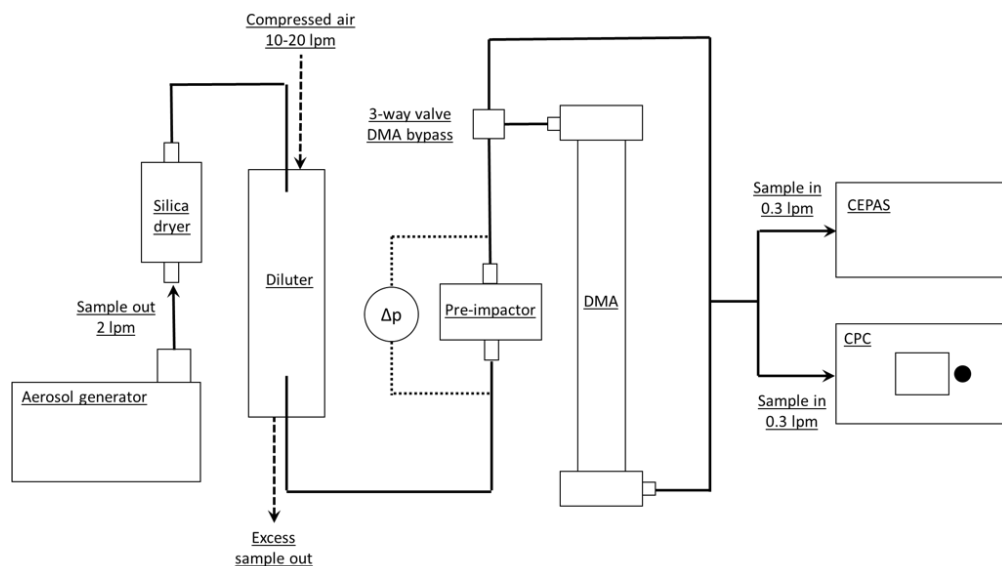 Compressed air
10-20 lpm
3-way valve
DMA bypass
Silica
dryer
Sample in
0.3 lpm
CEPAS
Diluter
Δp
Pre-impactor
DMA
Sample out
2 lpm
CPC
Aerosol generator
Sample in
0.3 lpm
Excess
sample out